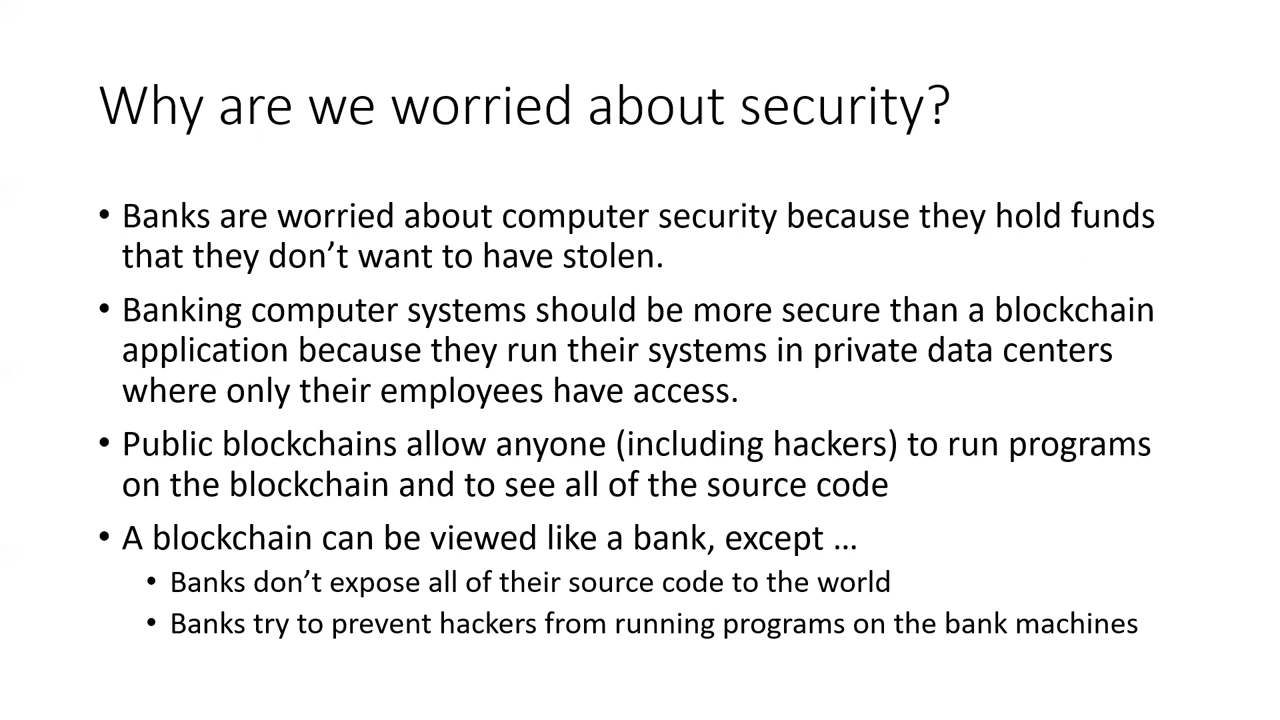 Why are we worried about security?
• Banks are worried about computer security because they hold funds
that they don’t want to have stolen.
• Banking computer systems should be more secure than a blockchain
application because they run their systems in private data centers
where only their employees have access.
• Public blockchains allow anyone (including hackers) to run programs
on the blockchain and to see all of the source code
• A blockchain can be viewed like a bank, except …
• Banks don’t expose all of their source code to the world
• Banks try to prevent hackers from running programs on the bank machines